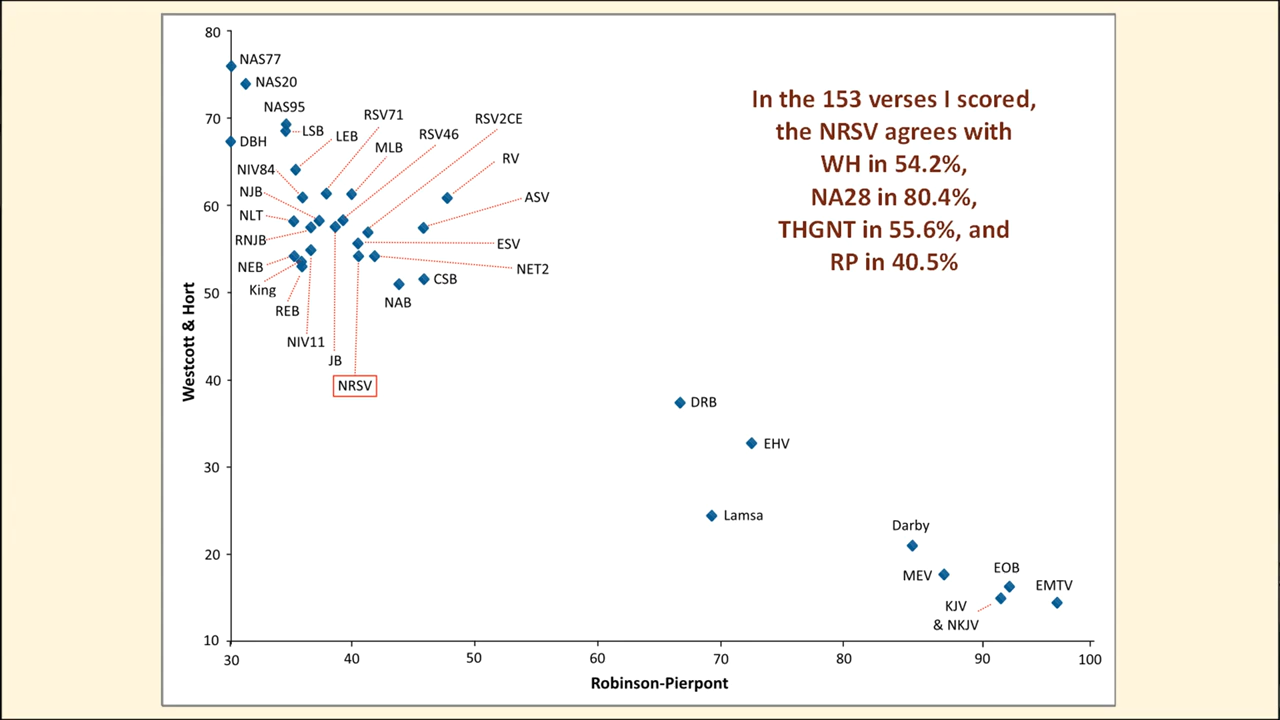 80
70
60
50
40
30
20
10
Westcott & Hort
NAS77
NAS20
NAS95
LSB
DBH
LEB
RSV71
RSV46
RSV2CE
MLB
RV
NIV84
NJB
NLT
RNJB
ASV
ESV
NEB
NET2
King
REB
CSB
NAB
NIV11
JB
NRSV
In the 153 verses I scored,
the NRSV agrees with
WH in 54.2%,
NA28 in 80.4%,
THGNT in 55.6%, and
RP in 40.5%
DRB
EHV
Lamsa
Darby
MEV
EOB
EMTV
KJV
& NKJV
30
40
50
60
70
80
90
100
Robinson-Pierpont